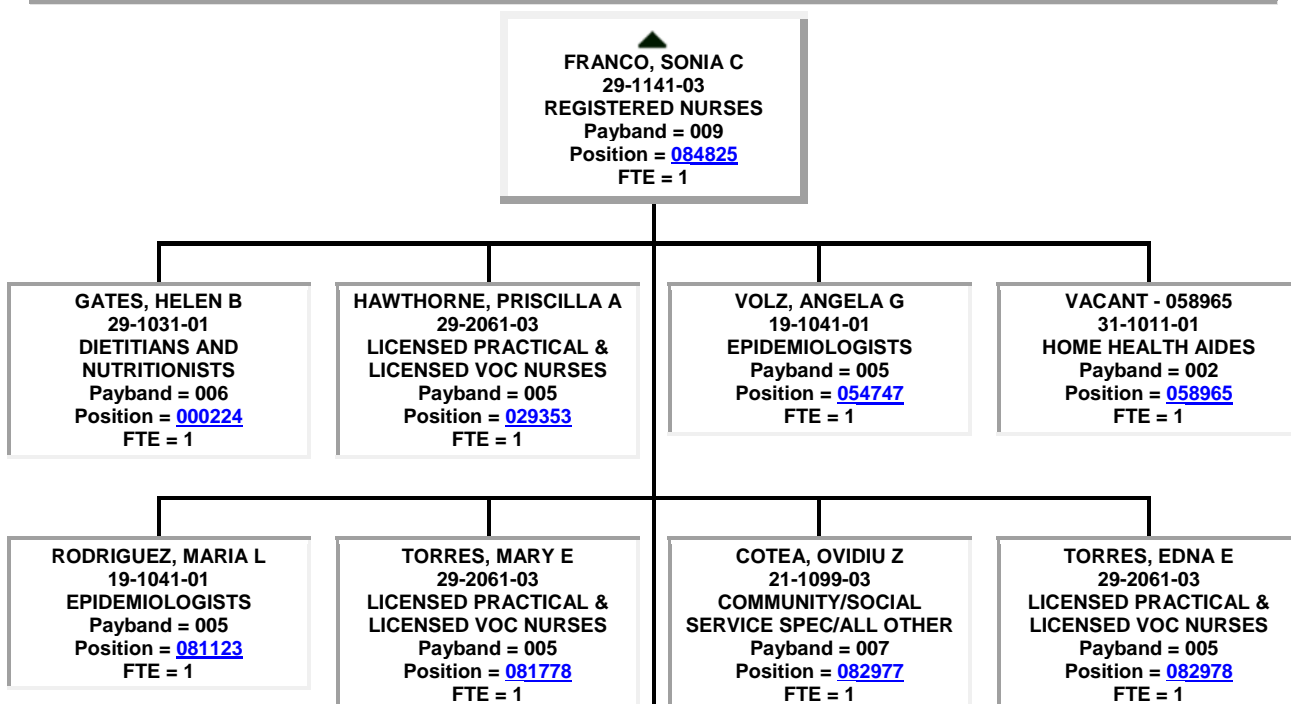 FRANCO, SONIA C
29-1141-03
REGISTERED NURSES
Payband = 009
Position = 084825
FTE = 1
GATES, HELEN B
29-1031-01
DIETITIANS AND
NUTRITIONISTS
Payband = 006
Position = 000224
FTE = 1
HAWTHORNE, PRISCILLA A
29-2061-03
LICENSED PRACTICAL &
LICENSED VOC NURSES
Payband = 005
Position = 029353
FTE = 1
VOLZ, ANGELA G
19-1041-01
EPIDEMIOLOGISTS
Payband = 005
Position = 054747
FTE = 1
VACANT - 058965
31-1011-01
HOME HEALTH AIDES
Payband = 002
Position = 058965
FTE = 1
RODRIGUEZ, MARIA L
19-1041-01
EPIDEMIOLOGISTS
Payband = 005
Position = 081123
FTE = 1
TORRES, MARY E
29-2061-03
LICENSED PRACTICAL &
LICENSED VOC NURSES
Payband = 005
Position = 081778
FTE = 1
COTEA, OVIDIU Z
21-1099-03
COMMUNITY/SOCIAL
SERVICE SPEC/ALL OTHER
Payband = 007
Position = 082977
FTE = 1
TORRES, EDNA E
29-2061-03
LICENSED PRACTICAL &
LICENSED VOC NURSES
Payband = 005
Position = 082978
FTE = 1